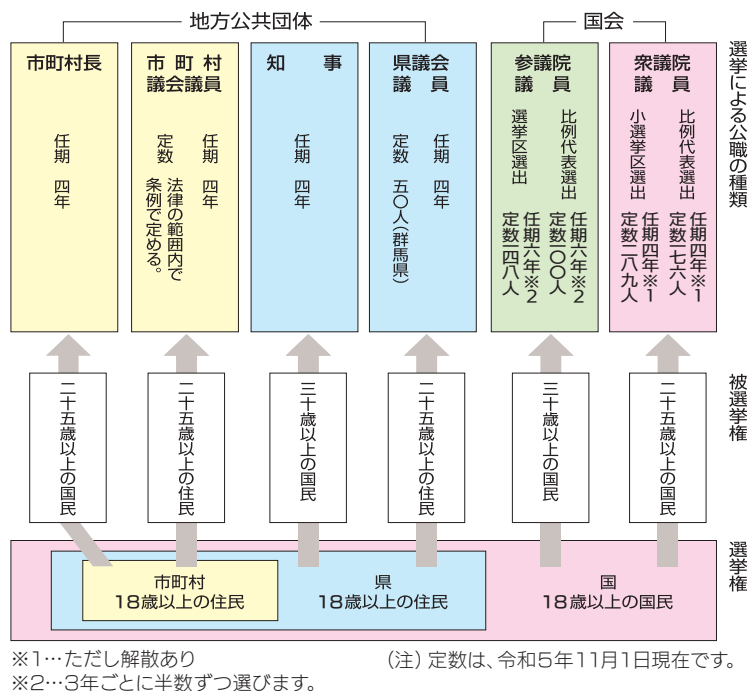 地方公共団体
国会
選挙による公職の種類
市町村長
任期 四年
市町村
議会議員
任期 四年
定数 法律の範囲内で
条例で定める。
知事
任期 四年
県議会
議員
任期 四年
定数 五〇人(群馬県)
参議院
議員
比例代表選出 任期六年※2
定数一〇〇人
選挙区選出 任期六年※2
定数一四八人
衆議院
議員
比例代表選出 任期四年※1
定数一七六人
小選挙区選出 任期四年※1
定数二八九人
被選挙権
二十五歳以上の国民
二十五歳以上の住民
三十歳以上の国民
二十五歳以上の住民
三十歳以上の国民
二十五歳以上の国民
選挙権
市町村
18歳以上の住民
県
18歳以上の住民
国
18歳以上の国民
※1…ただし解散あり
(注) 定数は、令和5年11月1日現在です。
※2…3年ごとに半数ずつ選びます。